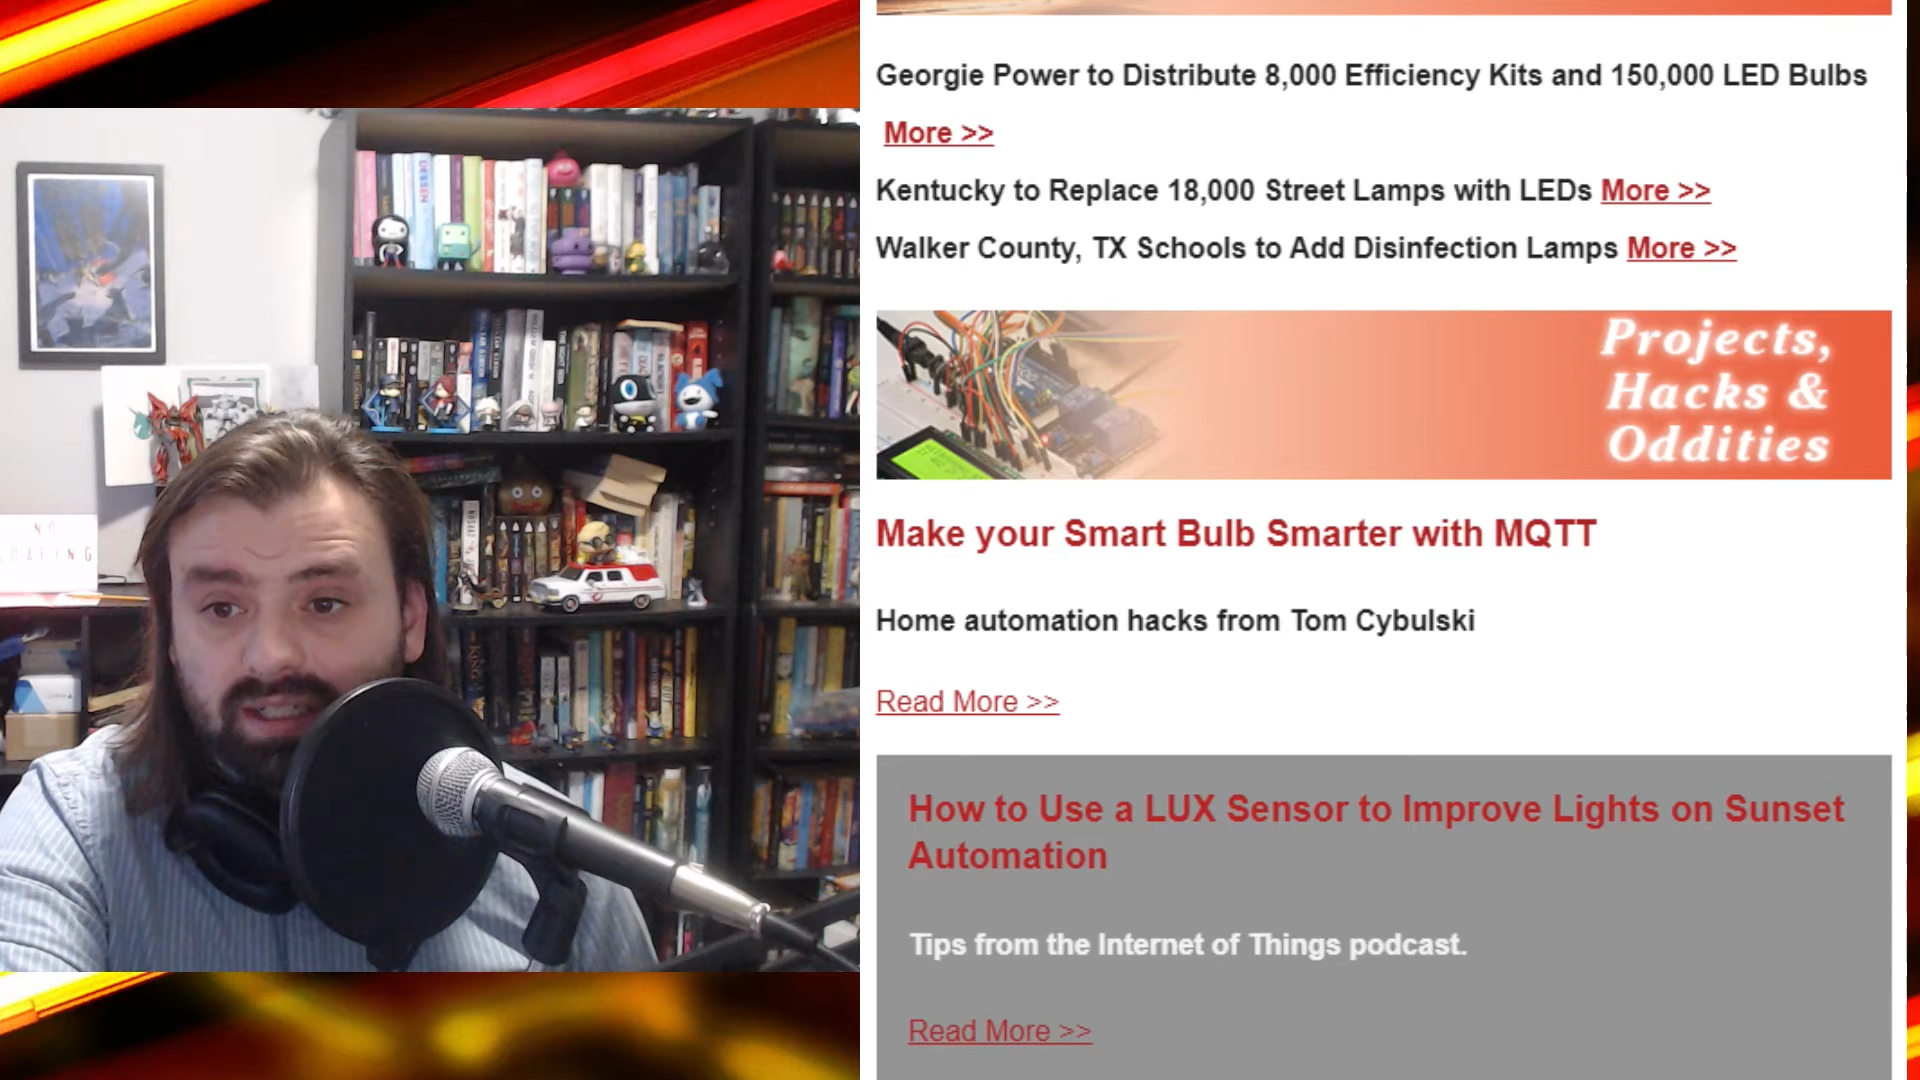 Georgie Power to Distribute 8,000 Efficiency Kits and 150,000 LED Bulbs
More >>
Kentucky to Replace 18,000 Street Lamps with LEDs More >>
Walker County, TX Schools to Add Disinfection Lamps More >>
Projects,
Hacks &
Oddities
Make your Smart Bulb Smarter with MQTT
Home automation hacks from Tom Cybulski
Read More >>
How to Use a LUX Sensor to Improve Lights on Sunset
Automation
Tips from the Internet of Things podcast.
Read More >>
DESSEN
NO
KING